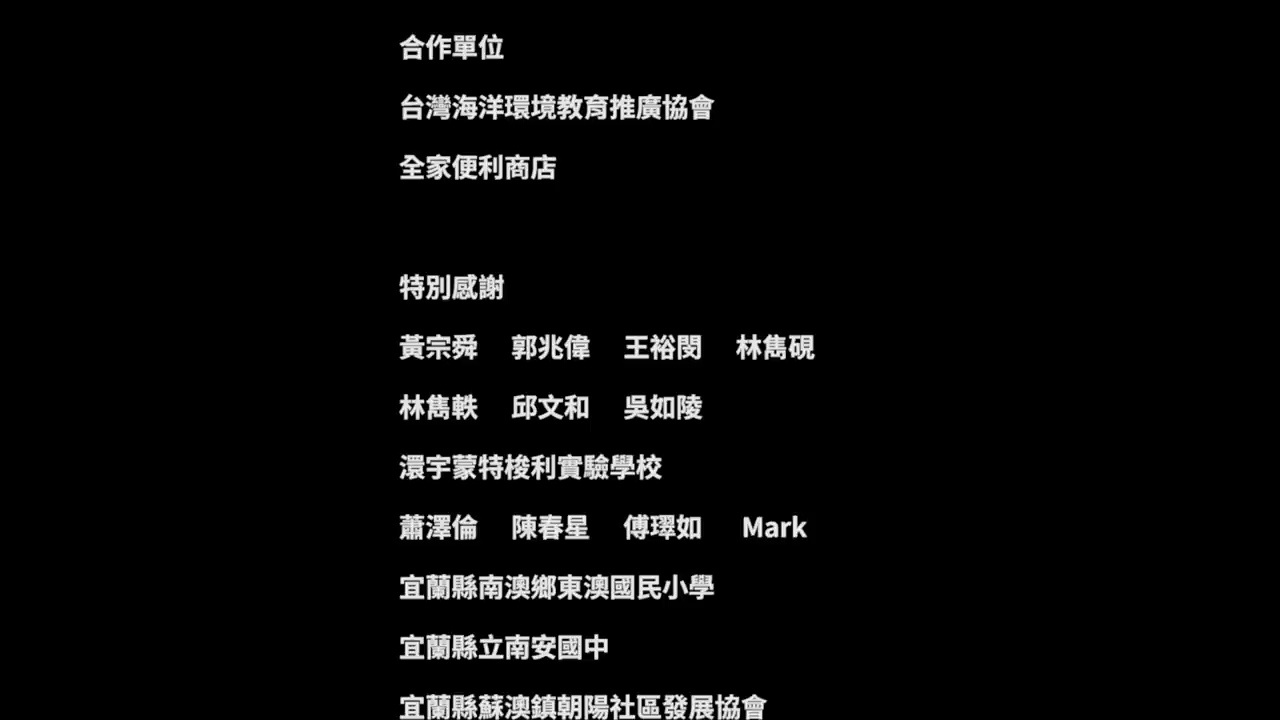 合作單位
台灣海洋環境教育推廣協會
全家便利商店
特別感謝
黃宗舜 郭兆偉 王裕閔 林雋硯
林雋軼 邱文和 吳如陵
澴宇蒙特梭利實驗學校
蕭澤倫 陳春星 傅琾如 Mark
宜蘭縣南澳鄉東澳國民小學
宜蘭縣立南安國中
宜蘭縣蘇澳鎮朝陽社區發展協會